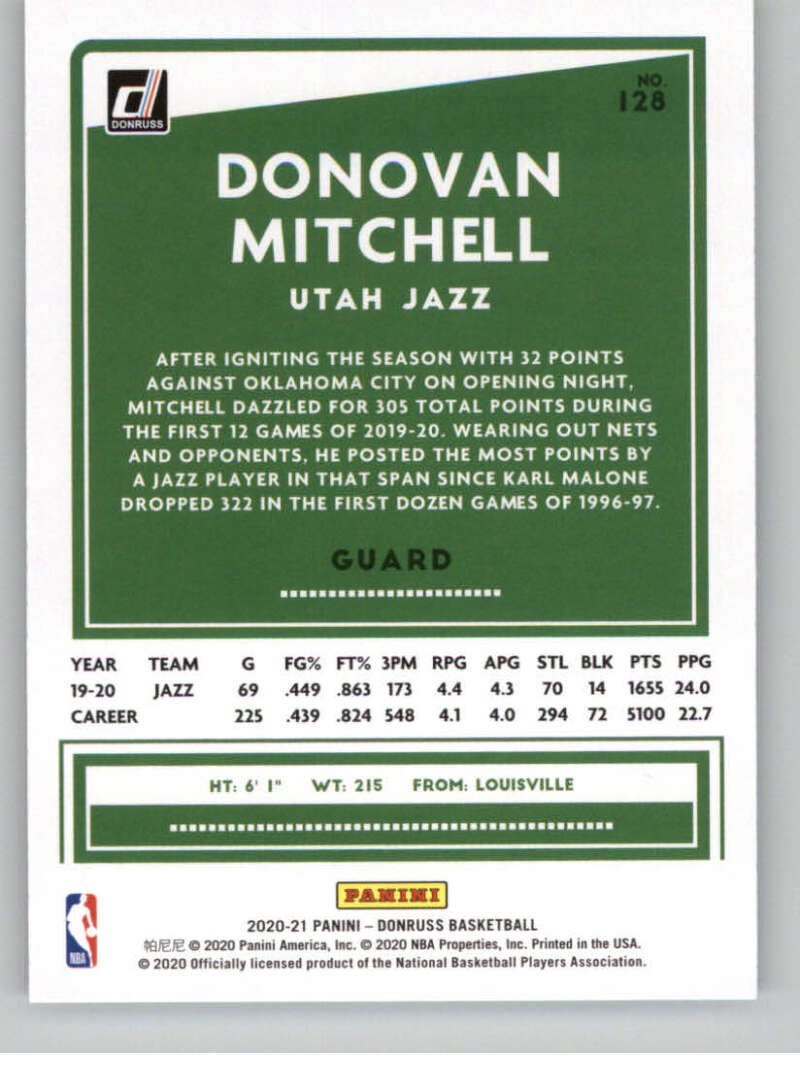 DONRUSS
NO.
128
DONOVAN
MITCHELL
UTAH JAZZ
AFTER IGNITING THE SEASON WITH 32 POINTS
AGAINST OKLAHOMA CITY ON OPENING NIGHT,
MITCHELL DAZZLED FOR 305 TOTAL POINTS DURING
THE FIRST 12 GAMES OF 2019-20. WEARING OUT NETS
AND OPPONENTS, HE POSTED THE MOST POINTS BY
A JAZZ PLAYER IN THAT SPAN SINCE KARL MALONE
DROPPED 322 IN THE FIRST DOZEN GAMES OF 1996-97.
GUARD
YEAR TEAM G FG% FT% 3PM RPG APG STL BLK PTS PPG
19-20 JAZZ 69 .449 .863 173 4.4 4.3 70 14 1655 24.0
CAREER 225 .439 .824 548 4.1 4.0 294 72 5100 22.7
HT: 6' 1" WT: 215 FROM: LOUISVILLE
PANINI
2020-21 PANINI – DONRUSS BASKETBALL
帕尼尼 © 2020 Panini America, Inc. © 2020 NBA Properties, Inc. Printed in the USA.
© 2020 Officially licensed product of the National Basketball Players Association.
NBA